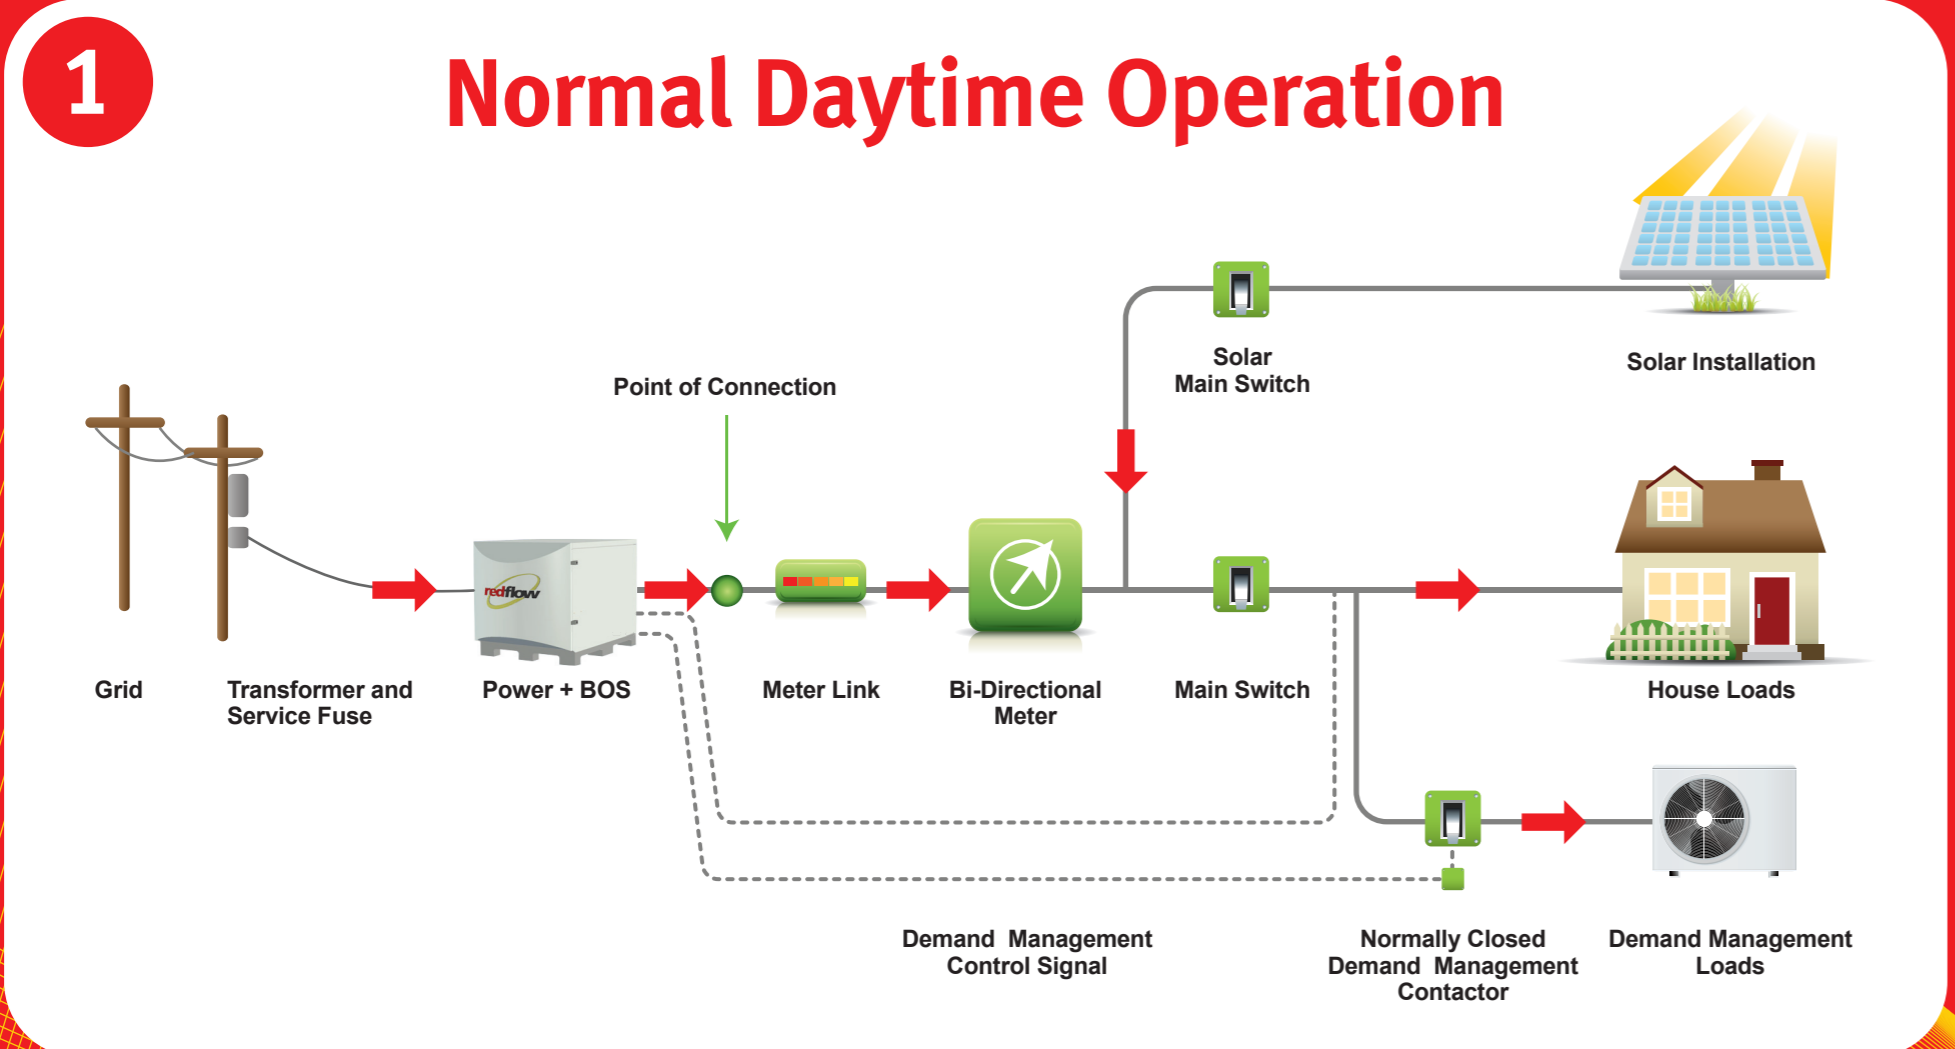 1
Normal Daytime Operation
Solar
Main Switch
Solar Installation
Point of Connection
redflow
Grid
Transformer and
Service Fuse
Power + BOS
Meter Link
Bi-Directional
Meter
Main Switch
House Loads
Demand Management
Control Signal
Normally Closed
Demand Management
Contactor
Demand Management
Loads